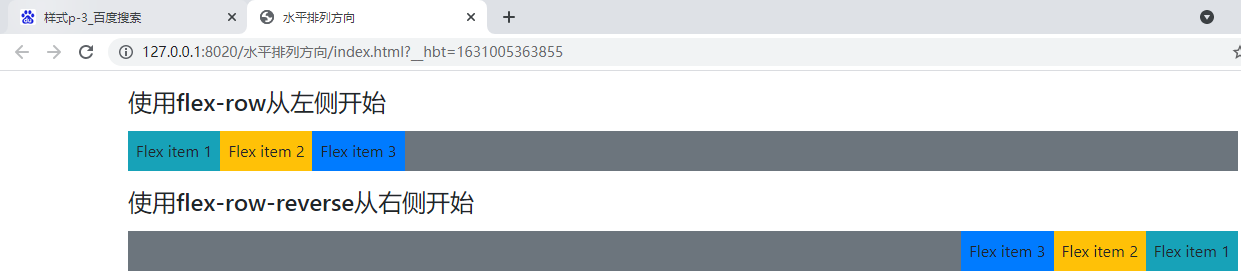 样式p-3_百度搜索 水平排列方向
127.0.0.1:8020/水平排列方向/index.html?__hbt=1631005363855
使用flex-row从左侧开始
Flex item 1 Flex item 2 Flex item 3
使用flex-row-reverse从右侧开始
Flex item 3 Flex item 2 Flex item 1